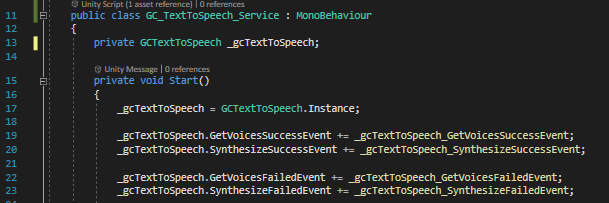 Unity Script (1 asset reference) | 0 references
11 public class GC_TextToSpeech_Service : MonoBehaviour
12 {
13 private GCTextToSpeech _gcTextToSpeech;
14
Unity Message | 0 references
15 private void Start()
16 {
17 _gcTextToSpeech = GCTextToSpeech.Instance;
18
19 _gcTextToSpeech.GetVoicesSuccessEvent += _gcTextToSpeech_GetVoicesSuccessEvent;
20 _gcTextToSpeech.SynthesizeSuccessEvent += _gcTextToSpeech_SynthesizeSuccessEvent;
21
22 _gcTextToSpeech.GetVoicesFailedEvent += _gcTextToSpeech_GetVoicesFailedEvent;
23 _gcTextToSpeech.SynthesizeFailedEvent += _gcTextToSpeech_SynthesizeFailedEvent;